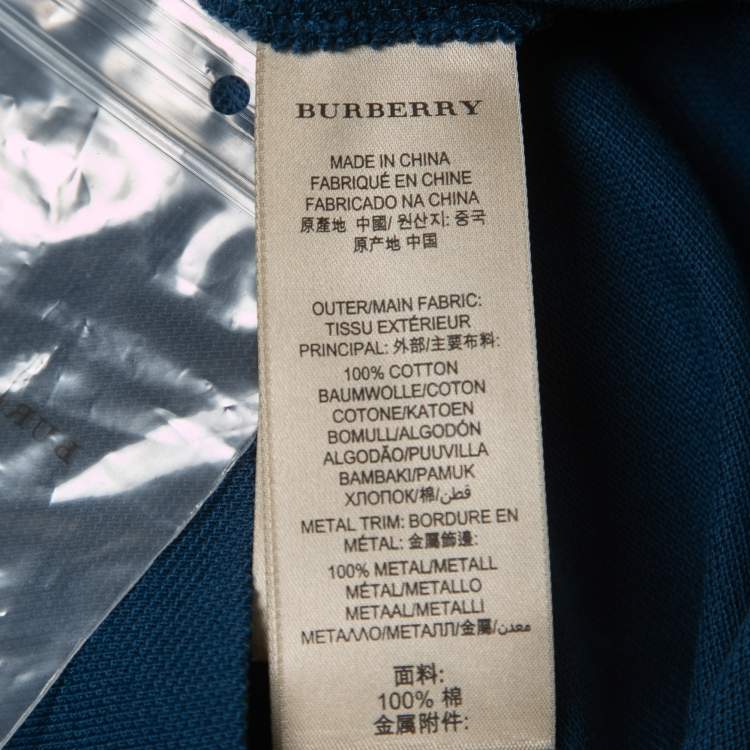 BURBERRY
MADE IN CHINA
FABRIQUÉ EN CHINE
FABRICADO NA CHINA
原產地 中國/ 원산지: 중국
原产地 中国
OUTER/MAIN FABRIC:
TISSU EXTÉRIEUR
PRINCIPAL: 外部/主要布料:
100% COTTON
BAUMWOLLE/COTON
COTONE/KATOEN
BOMULL/ALGODÓN
ALGODÃO/PUUVILLA
BAMBAKI/PAMUK
ХЛОПОК/棉/قطن
METAL TRIM: BORDURE EN
MÉTAL: 金屬飾邊:
100% METAL/METALL
MÉTAL/METALLO
METAAL/METALLI
ΜΕΤΑΛΛΟ/МЕТАЛЛ/金屬/معدن
面料:
100% 棉
金属附件: